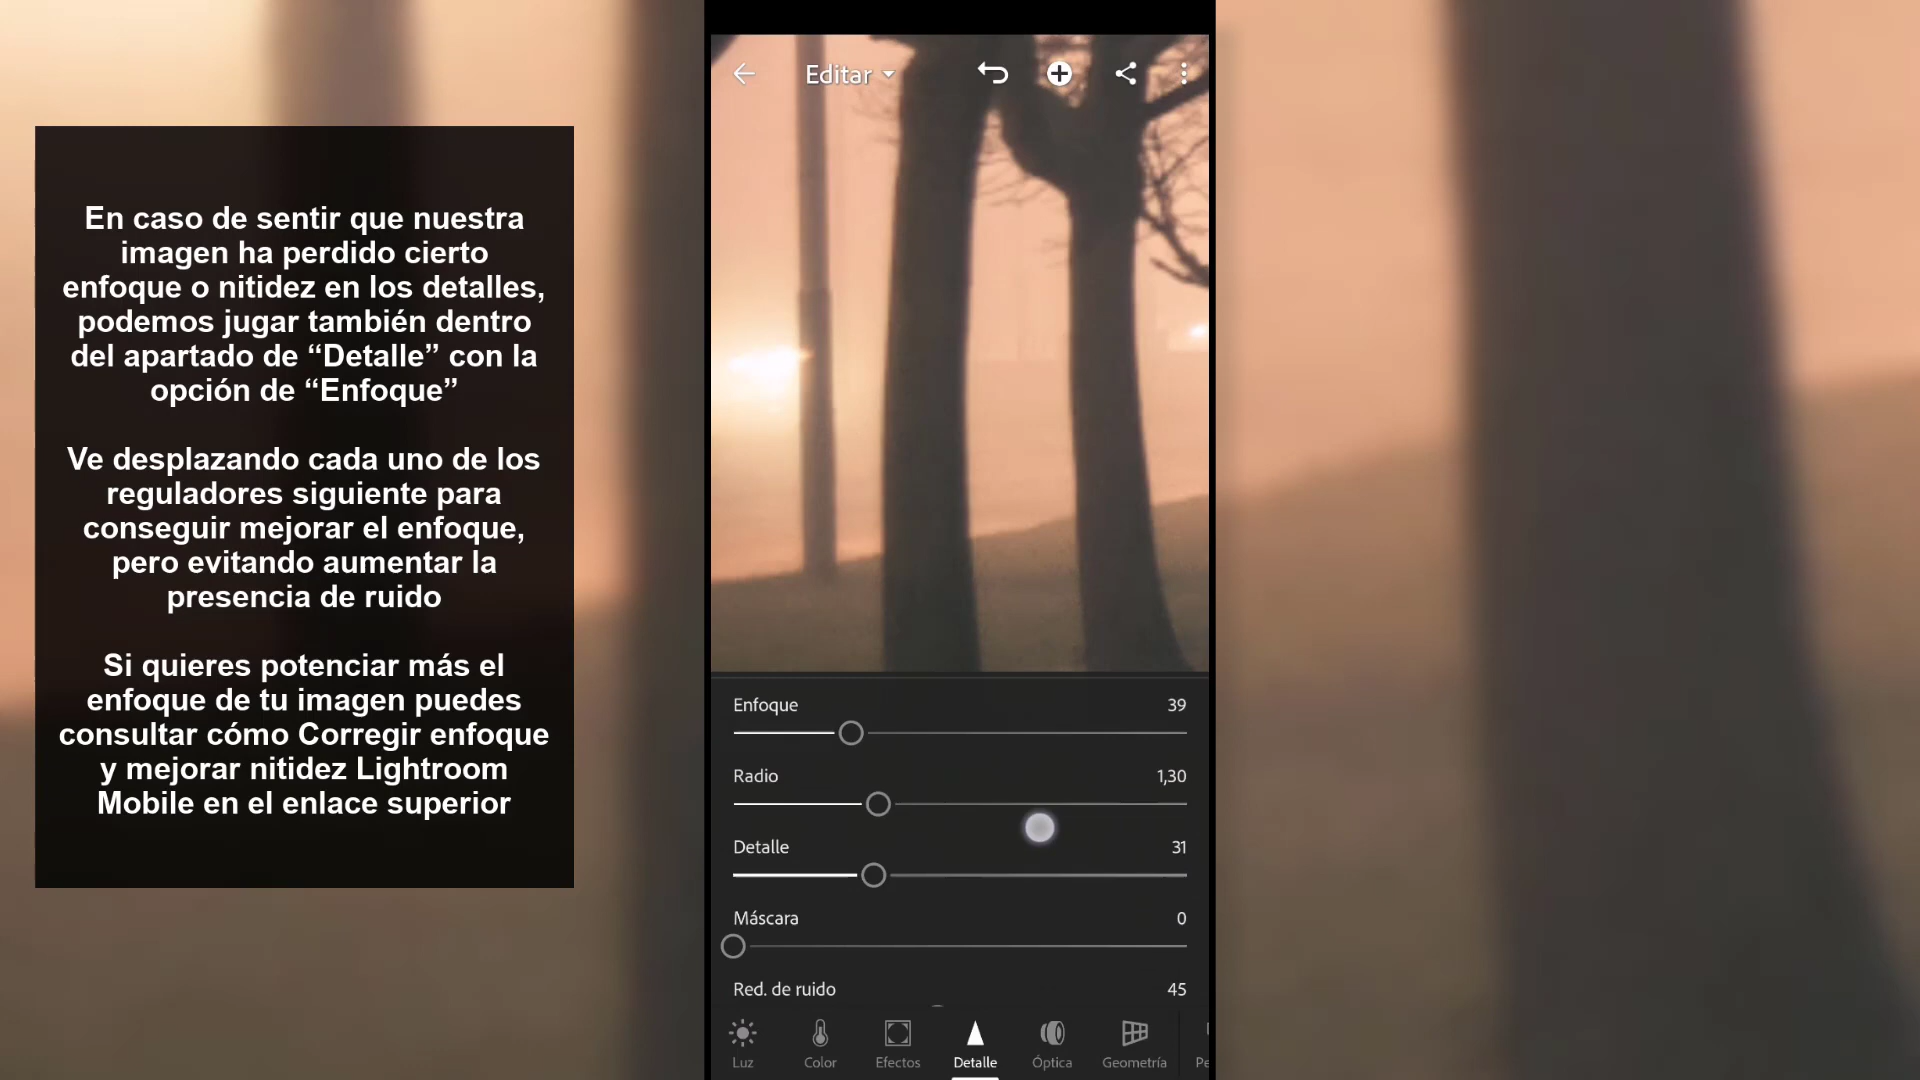 En caso de sentir que nuestra
imagen ha perdido cierto
enfoque o nitidez en los detalles,
podemos jugar también dentro
del apartado de “Detalle” con la
opción de “Enfoque”
Ve desplazando cada uno de los
reguladores siguiente para
conseguir mejorar el enfoque,
pero evitando aumentar la
presencia de ruido
Si quieres potenciar más el
enfoque de tu imagen puedes
consultar cómo Corregir enfoque
y mejorar nitidez Lightroom
Mobile en el enlace superior
Editar
Enfoque 39
Radio 1,30
Detalle 31
Máscara 0
Red. de ruido 45
Luz Color Efectos Detalle Óptica Geometría Pe